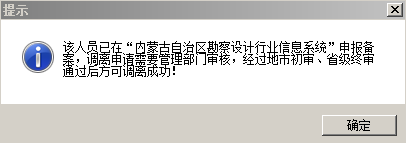 提示
该人员已在“内蒙古自治区勘察设计行业信息系统”申报备
案，调离申请需要管理部门审核，经过地市初审、省级终审
通过后方可调离成功！
确定